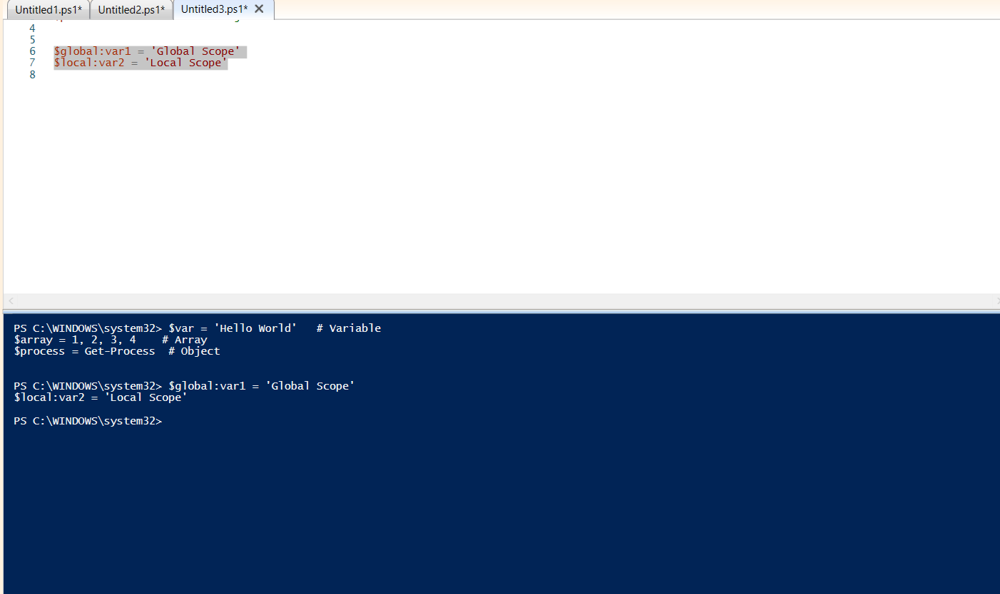 Untitled1.ps1* Untitled2.ps1* Untitled3.ps1*
4
5
6 $global:var1 = 'Global Scope'
7 $local:var2 = 'Local Scope'
8
PS C:\WINDOWS\system32> $var = 'Hello World'   # Variable
$array = 1, 2, 3, 4    # Array
$process = Get-Process  # Object
PS C:\WINDOWS\system32> $global:var1 = 'Global Scope'
$local:var2 = 'Local Scope'
PS C:\WINDOWS\system32>